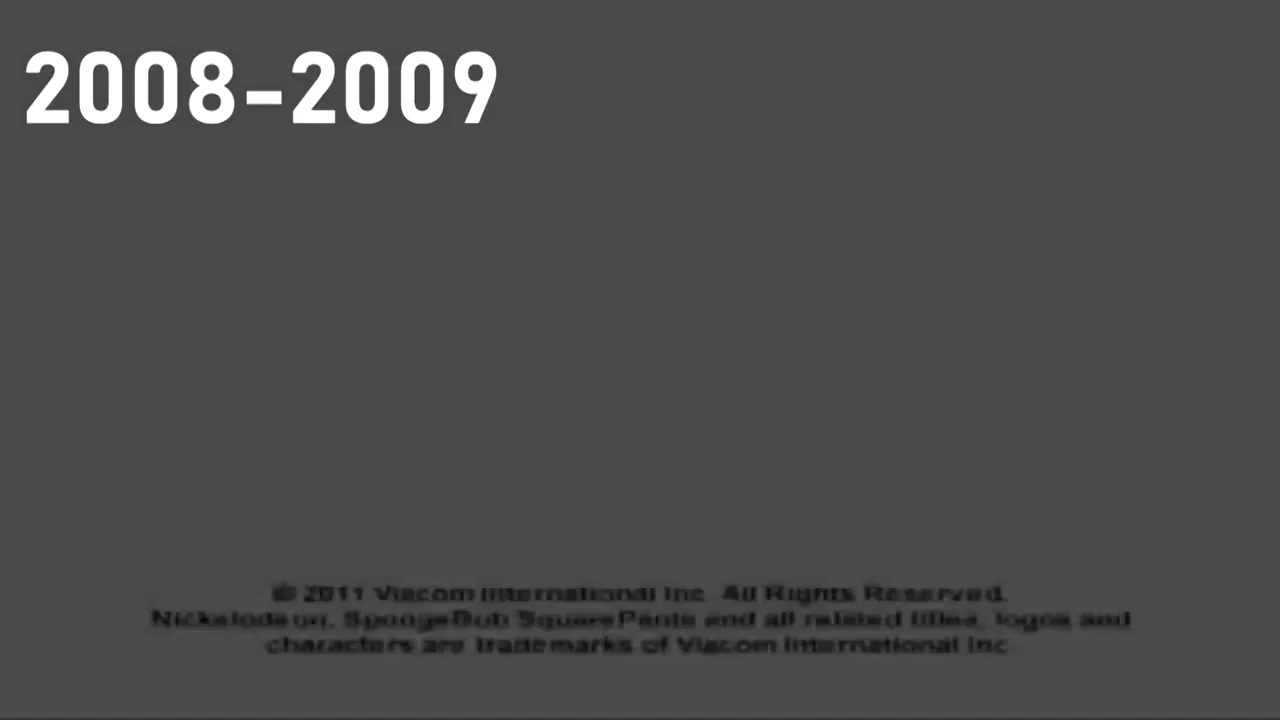 2008-2009
© 2011 Viacom International Inc. All Rights Reserved.
Nickelodeon, SpongeBob SquarePants and all related titles, logos and
characters are trademarks of Viacom International Inc.